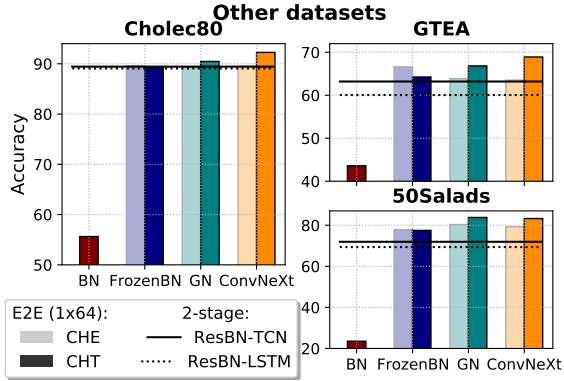 Other datasets
Cholec80
90
80
70
60
50
Accuracy
BN FrozenBN GN ConvNeXt
GTEA
70
60
50
40
50Salads
80
60
40
20
BN FrozenBN GN ConvNeXt
E2E (1x64): 2-stage:
CHE ResBN-TCN
CHT ResBN-LSTM